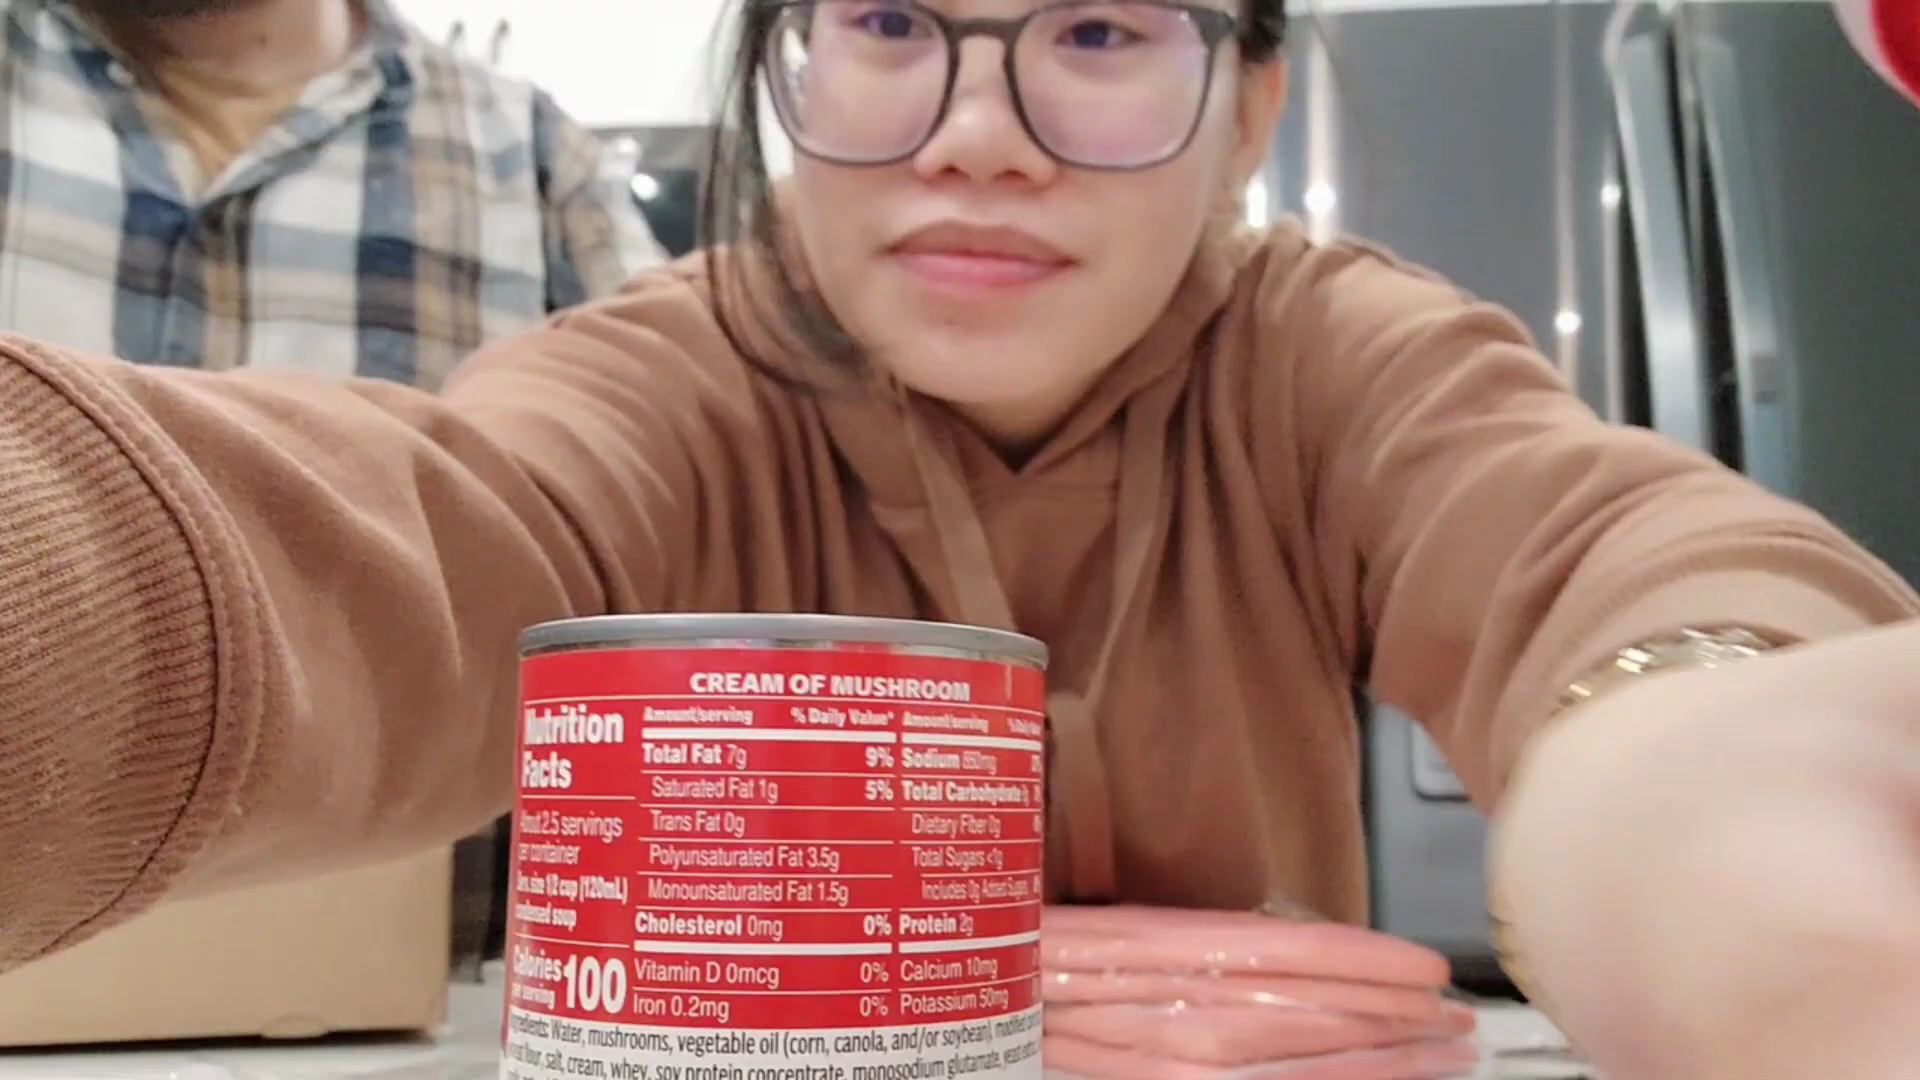 CREAM OF MUSHROOM
Nutrition
Facts
About 2.5 servings
per container
Serv. size 1/2 cup (120mL)
condensed soup
Calories 100
per serving
Amount/serving % Daily Value*
Total Fat 7g 9%
Saturated Fat 1g 5%
Trans Fat 0g
Polyunsaturated Fat 3.5g
Monounsaturated Fat 1.5g
Cholesterol 0mg 0%
Vitamin D 0mcg 0%
Iron 0.2mg 0%
Amount/serving
Sodium
Total Carbohydrate
Dietary Fiber 0g
Total Sugars <1g
Includes 0g Added Sugars
Protein 2g
Calcium 10mg
Potassium 50mg
Water, mushrooms, vegetable oil (corn, canola, and/or soybean),
flour, salt, cream, whey, soy protein concentrate, monosodium glutamate, yeast